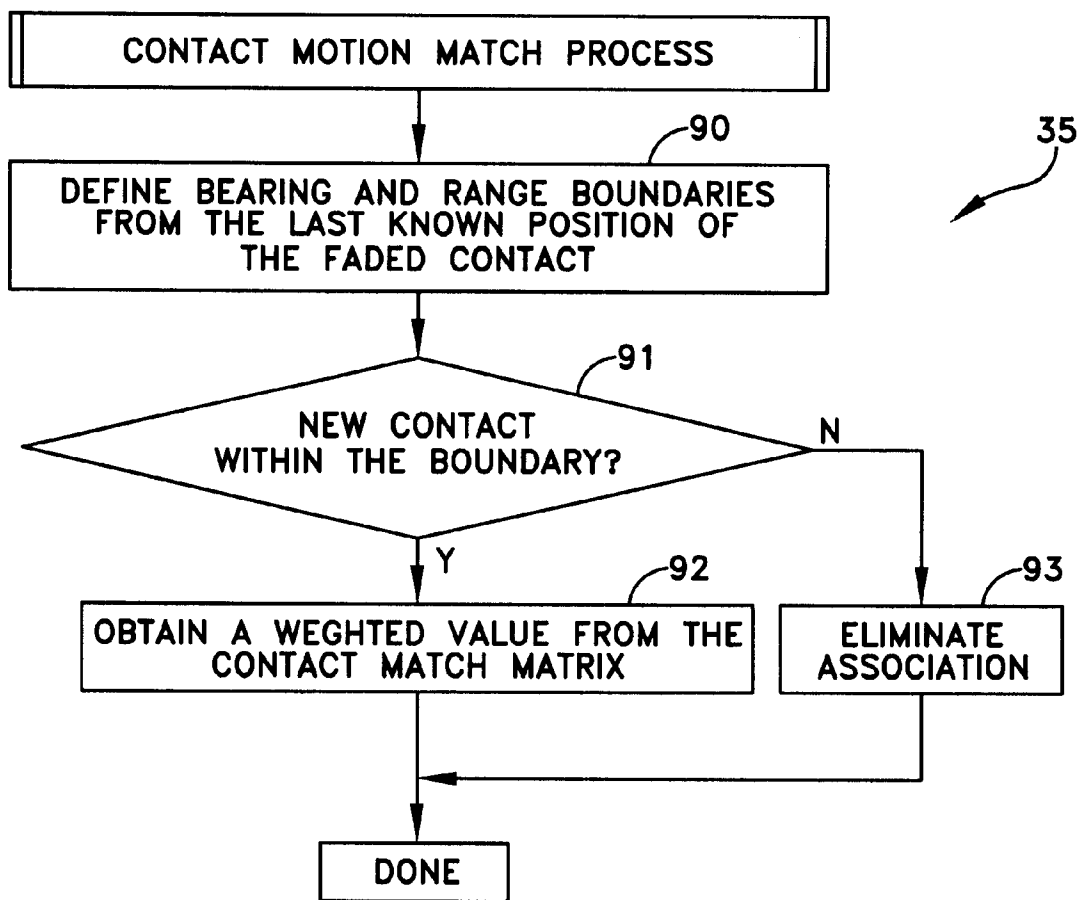 CONTACT MOTION MATCH PROCESS
90
35
DEFINE BEARING AND RANGE BOUNDARIES
FROM THE LAST KNOWN POSITION OF
THE FADED CONTACT
91
NEW CONTACT
WITHIN THE BOUNDARY?
N
Y
92
93
OBTAIN A WEGHTED VALUE FROM THE
CONTACT MATCH MATRIX
ELIMINATE
ASSOCIATION
DONE